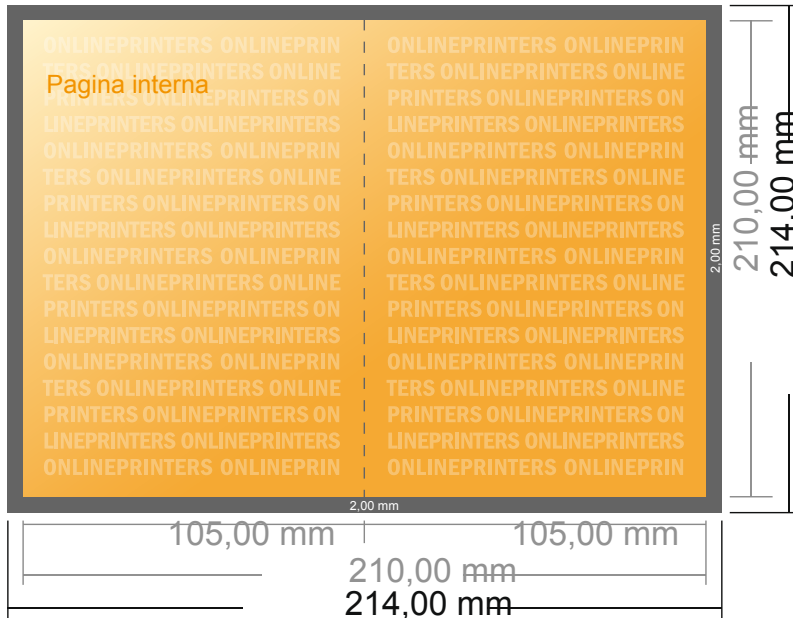 ONLINEPRINTERS ONLINEPRIN
TERS ONLINEPRINTERS ONLINE
Pagina interna
PRINTERS ONLINEPRINTERS ON
LINEPRINTERS ONLINEPRINTERS
ONLINEPRINTERS ONLINEPRIN
TERS ONLINEPRINTERS ONLINE
PRINTERS ONLINEPRINTERS ON
LINEPRINTERS ONLINEPRINTERS
ONLINEPRINTERS ONLINEPRIN
TERS ONLINEPRINTERS ONLINE
PRINTERS ONLINEPRINTERS ON
LINEPRINTERS ONLINEPRINTERS
ONLINEPRINTERS ONLINEPRIN
TERS ONLINEPRINTERS ONLINE
PRINTERS ONLINEPRINTERS ON
LINEPRINTERS ONLINEPRINTERS
ONLINEPRINTERS ONLINEPRIN
ONLINEPRINTERS ONLINEPRIN
TERS ONLINEPRINTERS ONLINE
PRINTERS ONLINEPRINTERS ON
LINEPRINTERS ONLINEPRINTERS
ONLINEPRINTERS ONLINEPRIN
TERS ONLINEPRINTERS ONLINE
PRINTERS ONLINEPRINTERS ON
LINEPRINTERS ONLINEPRINTERS
ONLINEPRINTERS ONLINEPRIN
TERS ONLINEPRINTERS ONLINE
PRINTERS ONLINEPRINTERS ON
LINEPRINTERS ONLINEPRINTERS
ONLINEPRINTERS ONLINEPRIN
TERS ONLINEPRINTERS ONLINE
PRINTERS ONLINEPRINTERS ON
LINEPRINTERS ONLINEPRINTERS
ONLINEPRINTERS ONLINEPRIN
2,00 mm
210,00 mm
214,00 mm
2,00 mm
105,00 mm
105,00 mm
210,00 mm
214,00 mm